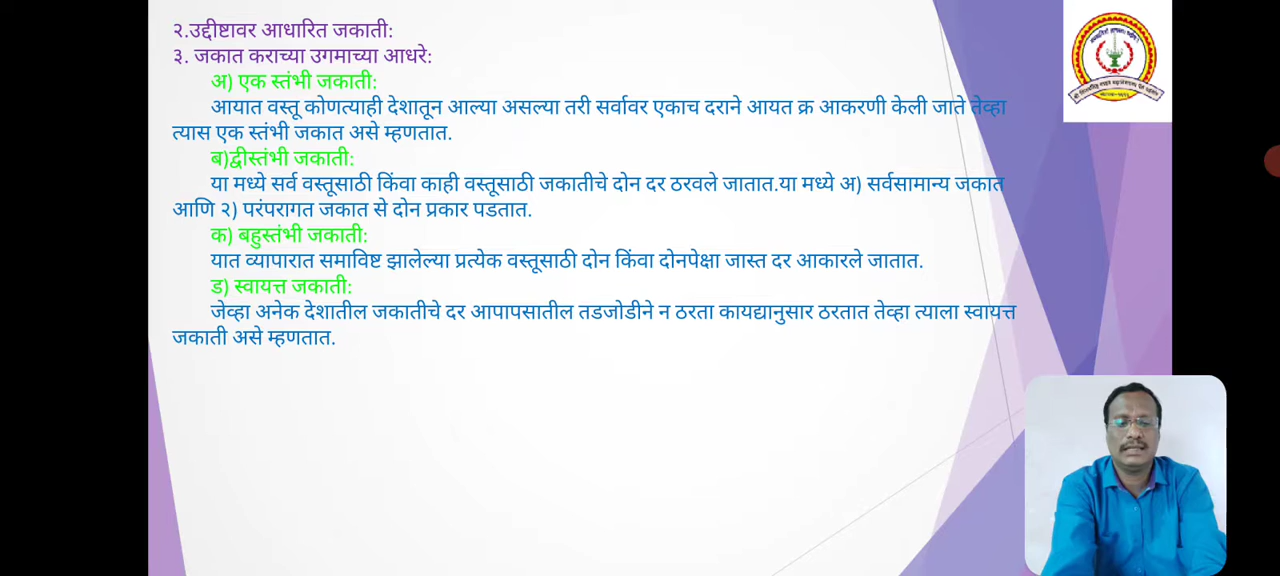 २.उद्दीष्टावर आधारित जकाती:
३. जकात कराच्या उगमाच्या आधरे:
अ) एक स्तंभी जकाती:
आयात वस्तू कोणत्याही देशातून आल्या असल्या तरी सर्वावर एकाच दराने आयत क्र आकरणी केली जाते तेव्हा
त्यास एक स्तंभी जकात असे म्हणतात.
ब)द्वीस्तंभी जकाती:
या मध्ये सर्व वस्तूसाठी किंवा काही वस्तूसाठी जकातीचे दोन दर ठरवले जातात.या मध्ये अ) सर्वसामान्य जकात
आणि २) परंपरागत जकात से दोन प्रकार पडतात.
क) बहुस्तंभी जकाती:
यात व्यापारात समाविष्ट झालेल्या प्रत्येक वस्तूसाठी दोन किंवा दोनपेक्षा जास्त दर आकारले जातात.
ड) स्वायत्त जकाती:
जेव्हा अनेक देशातील जकातीचे दर आपापसातील तडजोडीने न ठरता कायद्यानुसार ठरतात तेव्हा त्याला स्वायत्त
जकाती असे म्हणतात.